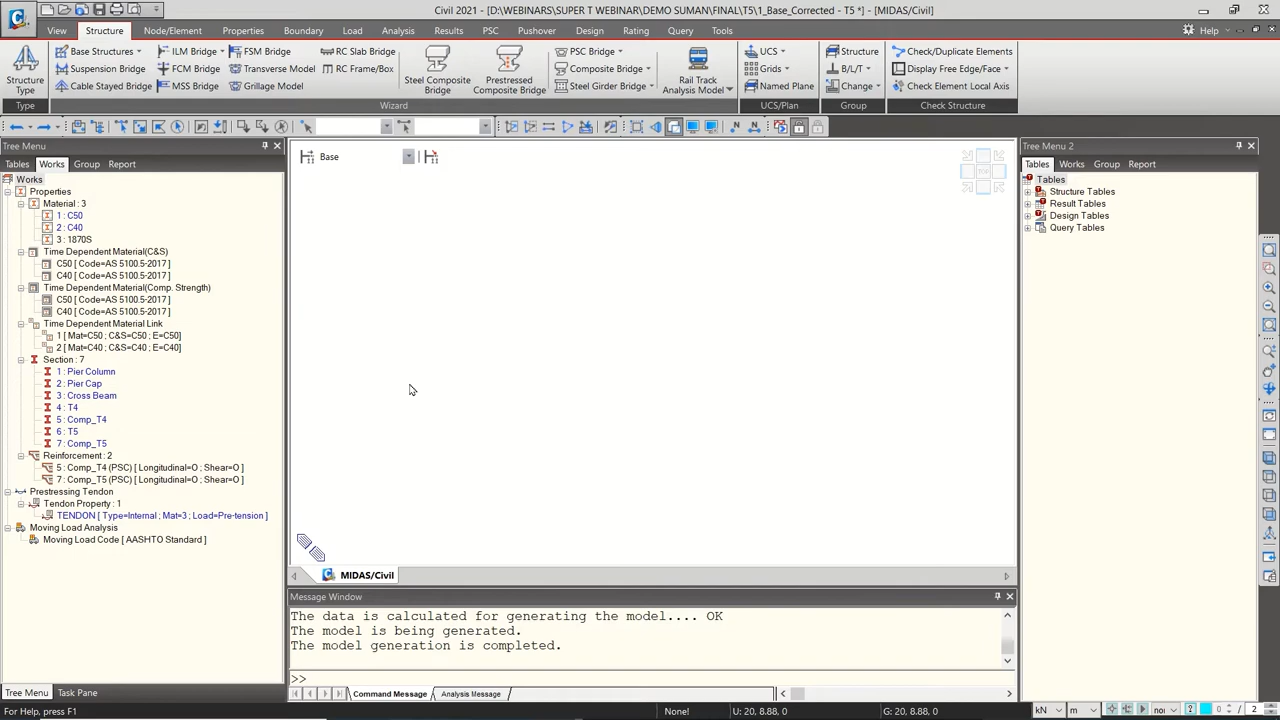 Civil 2021 - [D:\WEBINARS\SUPER T WEBINAR\DEMO SUMAN\FINAL\T5\1_Base_Corrected - T5 *] - [MIDAS/Civil]
View Structure Node/Element Properties Boundary Load Analysis Results PSC Pushover Design Rating Query Tools Help
Structure Type
Basic Structures
Suspension Bridge
Cable Stayed Bridge
ILM Bridge
FCM Bridge
MSS Bridge
FSM Bridge
Transverse Model
Grillage Model
RC Slab Bridge
RC Frame/Box
Steel Composite Bridge
Prestressed Composite Bridge
PSC Bridge
Composite Bridge
Steel Girder Bridge
Rail Track Analysis Model
UCS
Grids
Named Plane
Structure
B/L/T
Change
Check/Duplicate Elements
Display Free Edge/Face
Check Element Local Axis
Type Wizard UCS/Plan Group Check Structure
Tree Menu
Tables Works Group Report
Works
Properties
Material : 3
1 : C50
2 : C40
3 : 1870S
Time Dependent Material(C&S)
C50 [ Code=AS 5100.5-2017 ]
C40 [ Code=AS 5100.5-2017 ]
Time Dependent Material(Comp. Strength)
C50 [ Code=AS 5100.5-2017 ]
C40 [ Code=AS 5100.5-2017 ]
Time Dependent Material Link
1 [ Mat=C50 ; C&S=C50 ; E=C50 ]
2 [ Mat=C40 ; C&S=C40 ; E=C40 ]
Section : 7
1 : Pier Column
2 : Pier Cap
3 : Cross Beam
4 : T4
5 : Comp_T4
6 : T5
7 : Comp_T5
Reinforcement : 2
5 : Comp_T4 (PSC) [ Longitudinal=O ; Shear=O ]
7 : Comp_T5 (PSC) [ Longitudinal=O ; Shear=O ]
Prestressing Tendon
Tendon Property : 1
TENDON [ Type=Internal ; Mat=3 ; Load=Pre-tension ]
Moving Load Analysis
Moving Load Code [ AASHTO Standard ]
Base
TOP
MIDAS/Civil
Message Window
The data is calculated for generating the model.... OK
The model is being generated.
The model generation is completed.
>>
Command Message Analysis Message
Tree Menu 2
Tables Works Group Report
Tables
Structure Tables
Result Tables
Design Tables
Query Tables
Tree Menu Task Pane
For Help, press F1
None! U: 20, 8.88, 0 G: 20, 8.88, 0 kN m non 0 / 2